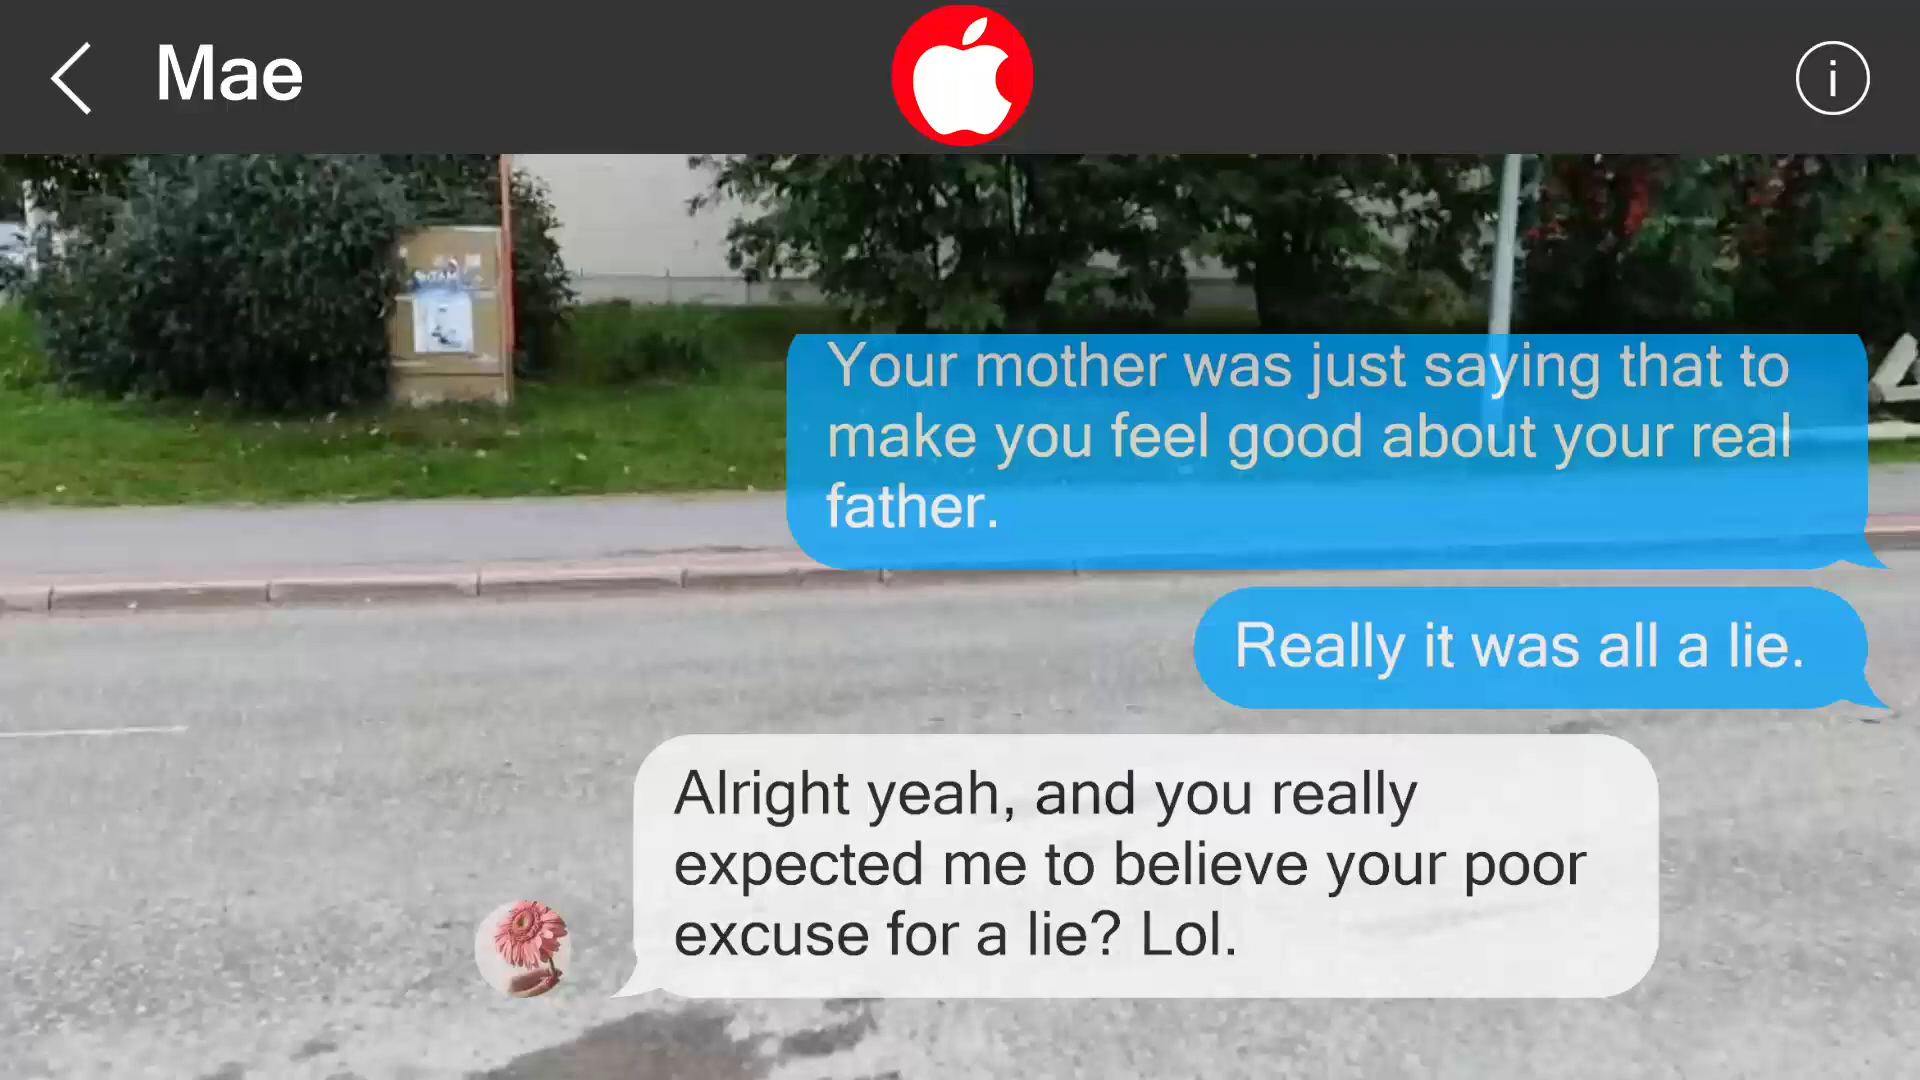 Mae
Your mother was just saying that to
make you feel good about your real
father.
Really it was all a lie.
Alright yeah, and you really
expected me to believe your poor
excuse for a lie? Lol.